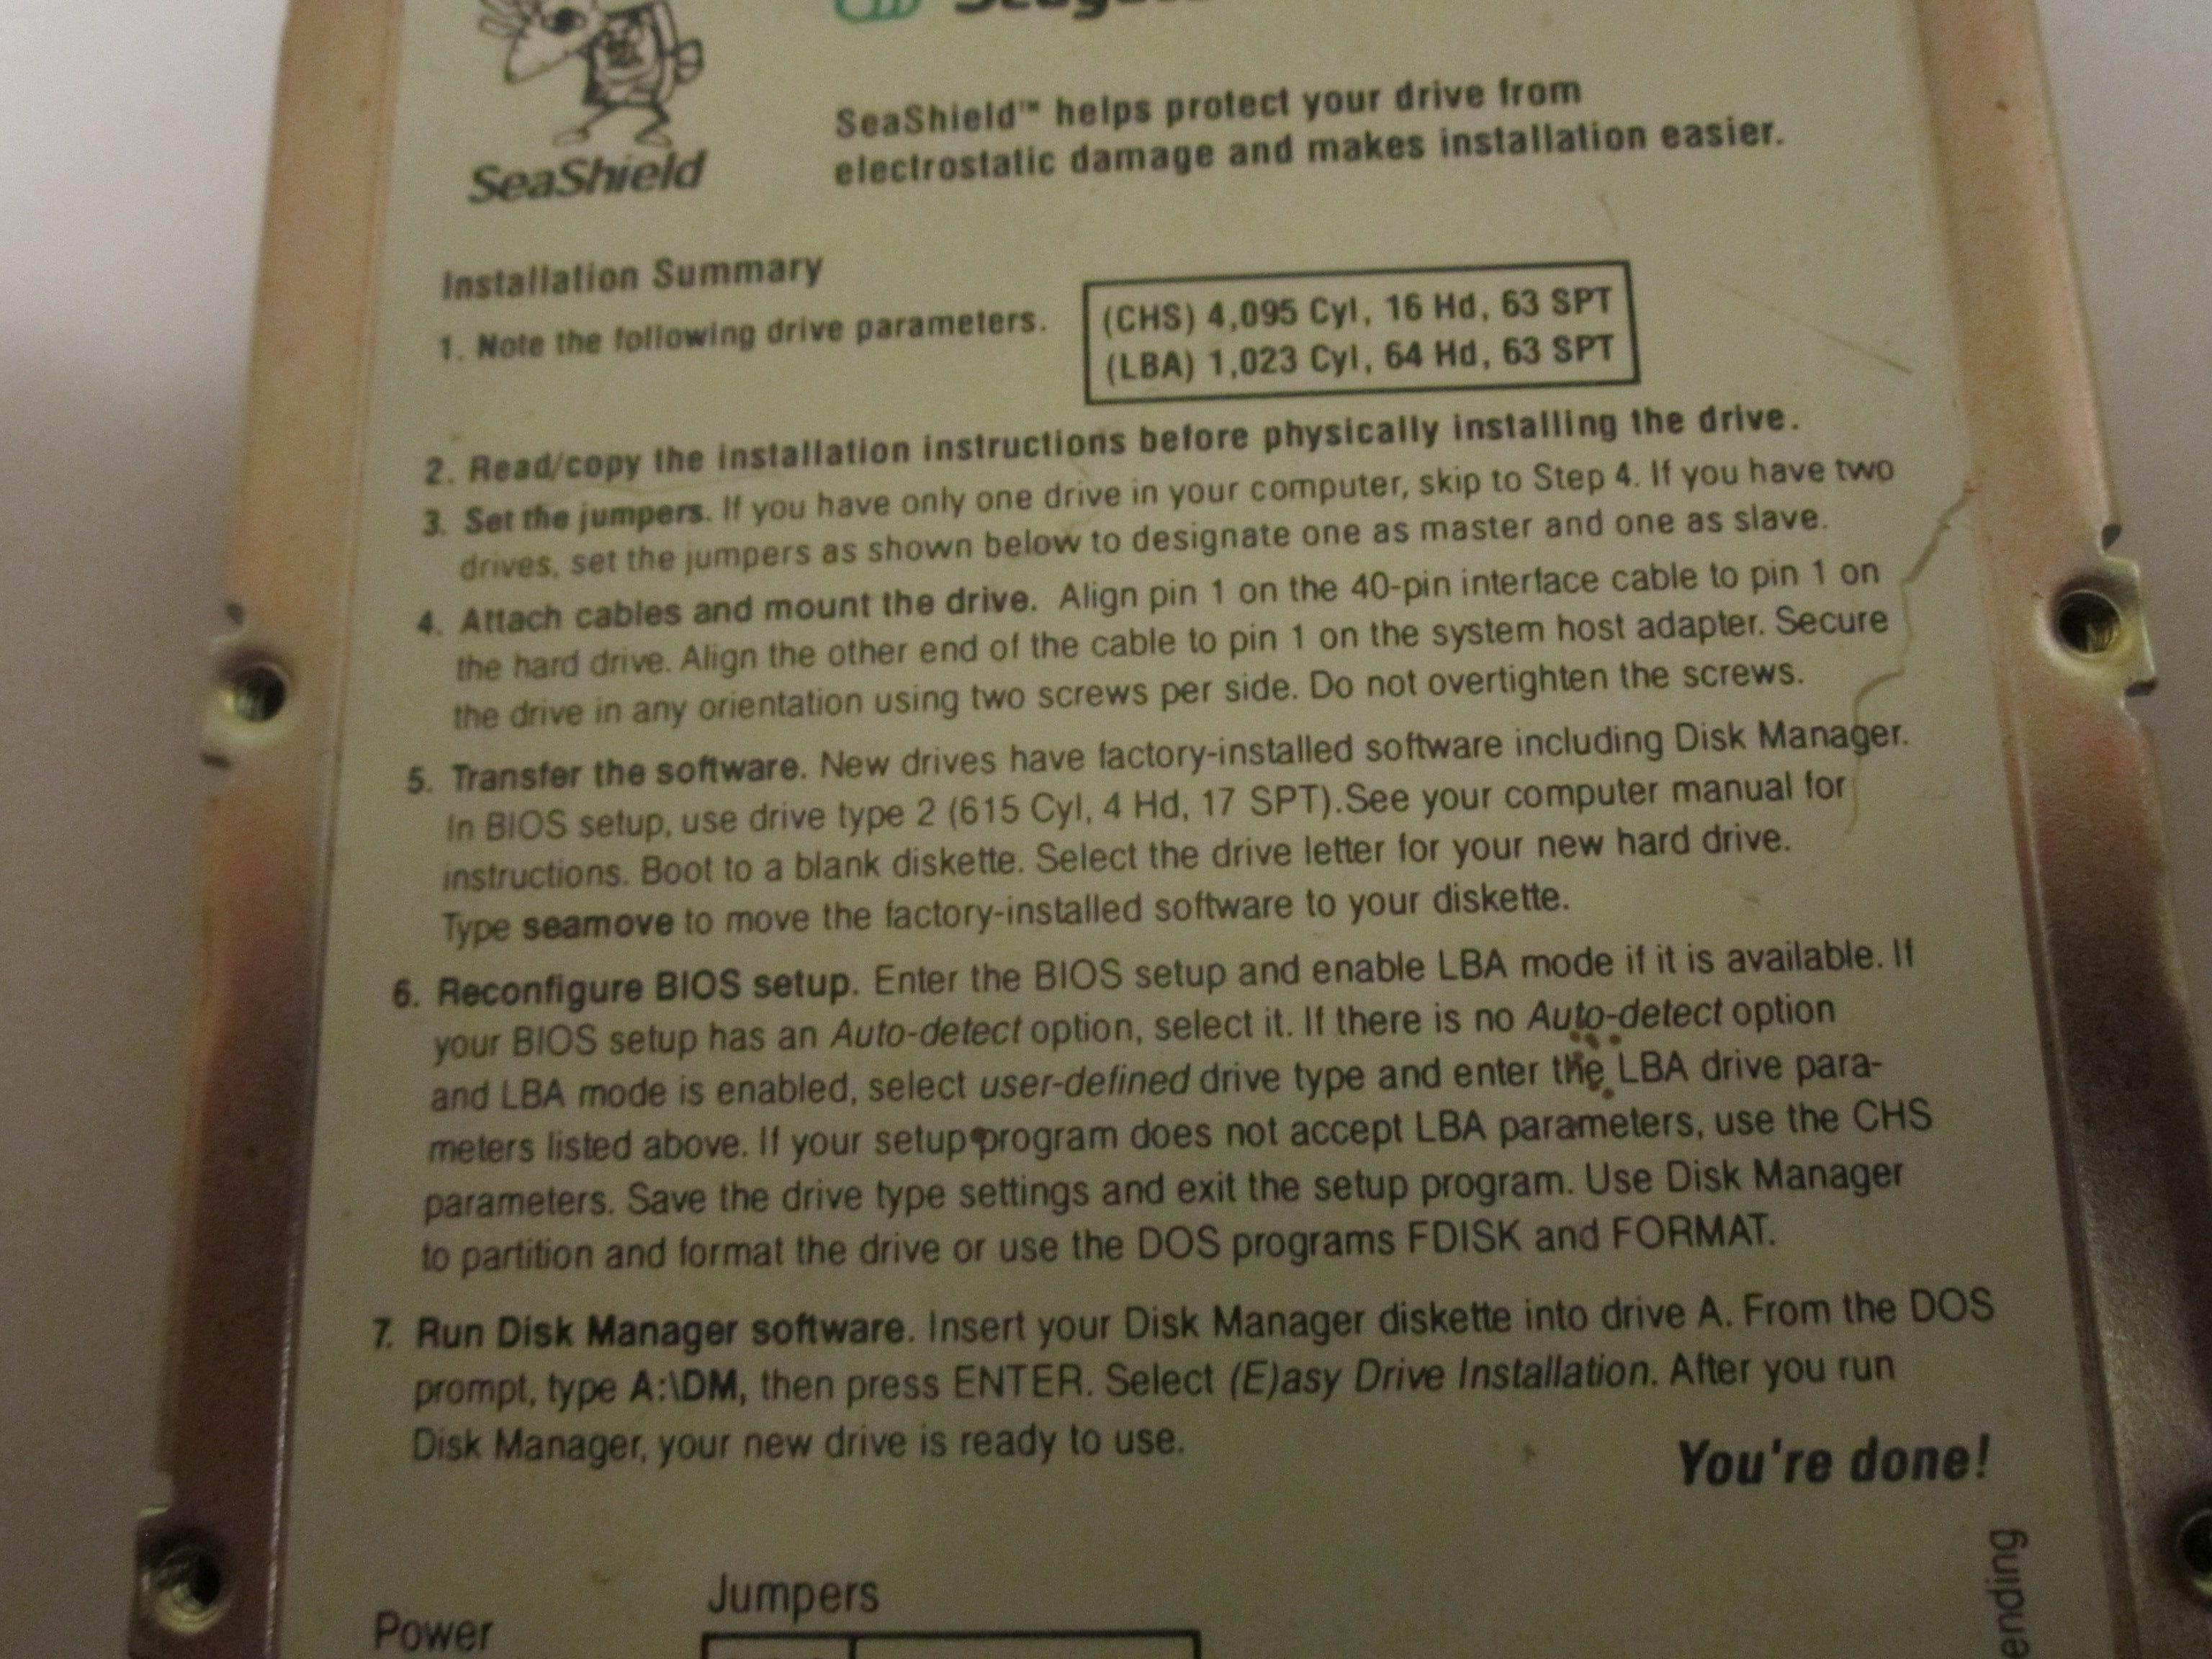 SeaShield
SeaShield™ helps protect your drive from
electrostatic damage and makes installation easier.
Installation Summary
1. Note the following drive parameters.
(CHS) 4,095 Cyl, 16 Hd, 63 SPT
(LBA) 1,023 Cyl, 64 Hd, 63 SPT
2. Read/copy the installation instructions before physically installing the drive.
3. Set the jumpers. If you have only one drive in your computer, skip to Step 4. If you have two
drives, set the jumpers as shown below to designate one as master and one as slave.
4. Attach cables and mount the drive. Align pin 1 on the 40-pin interface cable to pin 1 on
the hard drive. Align the other end of the cable to pin 1 on the system host adapter. Secure
the drive in any orientation using two screws per side. Do not overtighten the screws.
5. Transfer the software. New drives have factory-installed software including Disk Manager.
In BIOS setup, use drive type 2 (615 Cyl, 4 Hd, 17 SPT).See your computer manual for
instructions. Boot to a blank diskette. Select the drive letter for your new hard drive.
Type seamove to move the factory-installed software to your diskette.
6. Reconfigure BIOS setup. Enter the BIOS setup and enable LBA mode if it is available. If
your BIOS setup has an Auto-detect option, select it. If there is no Auto-detect option
and LBA mode is enabled, select user-defined drive type and enter the LBA drive para-
meters listed above. If your setup program does not accept LBA parameters, use the CHS
parameters. Save the drive type settings and exit the setup program. Use Disk Manager
to partition and format the drive or use the DOS programs FDISK and FORMAT.
7. Run Disk Manager software. Insert your Disk Manager diskette into drive A. From the DOS
prompt, type A:\DM, then press ENTER. Select (E)asy Drive Installation. After you run
Disk Manager, your new drive is ready to use.
You're done!
Jumpers
Power
ending